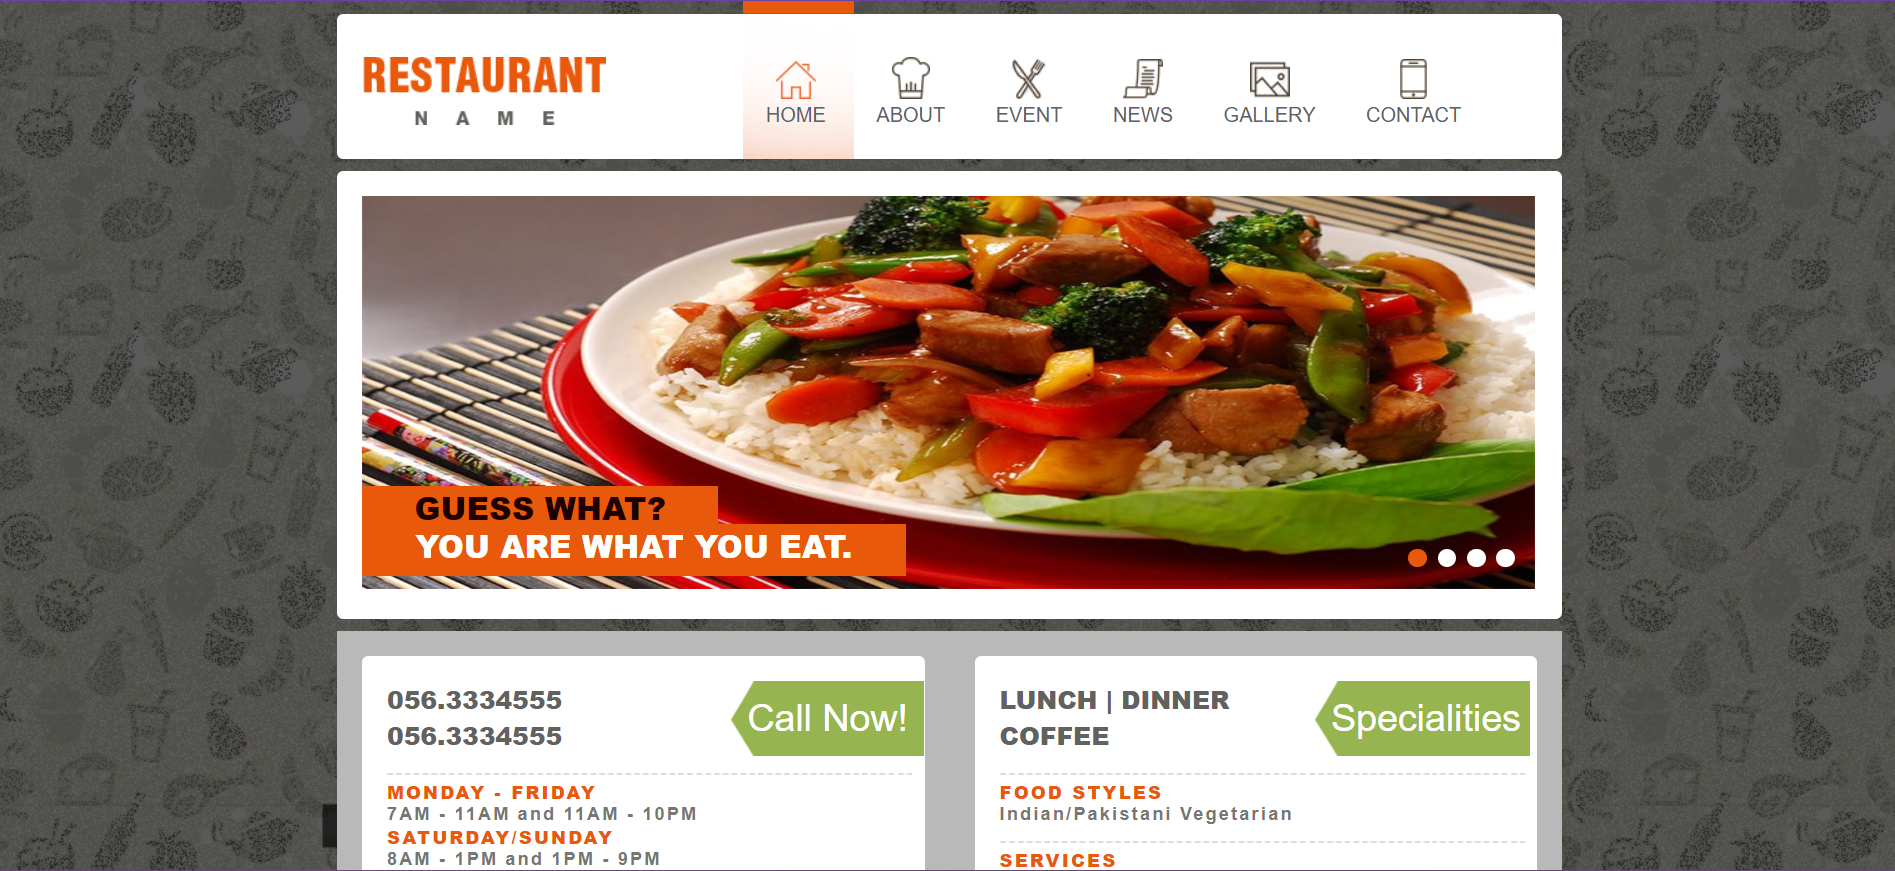 RESTAURANT
NAME
HOME
ABOUT
EVENT
NEWS
GALLERY
CONTACT
GUESS WHAT?
YOU ARE WHAT YOU EAT.
056.3334555
056.3334555
Call Now!
MONDAY - FRIDAY
7AM - 11AM and 11AM - 10PM
SATURDAY/SUNDAY
8AM - 1PM and 1PM - 9PM
LUNCH | DINNER
COFFEE
Specialities
FOOD STYLES
Indian/Pakistani Vegetarian
SERVICES